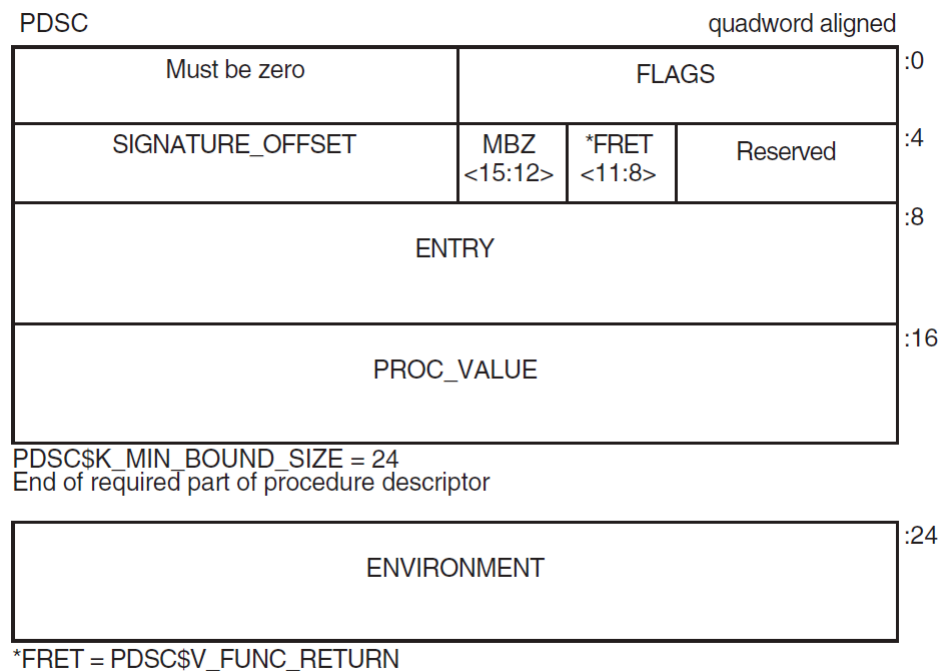 PDSC quadword aligned
Must be zero FLAGS :0
SIGNATURE_OFFSET MBZ <15:12> *FRET <11:8> Reserved :4
ENTRY :8
PROC_VALUE :16
PDSC$K_MIN_BOUND_SIZE = 24
End of required part of procedure descriptor
ENVIRONMENT :24
*FRET = PDSC$V_FUNC_RETURN